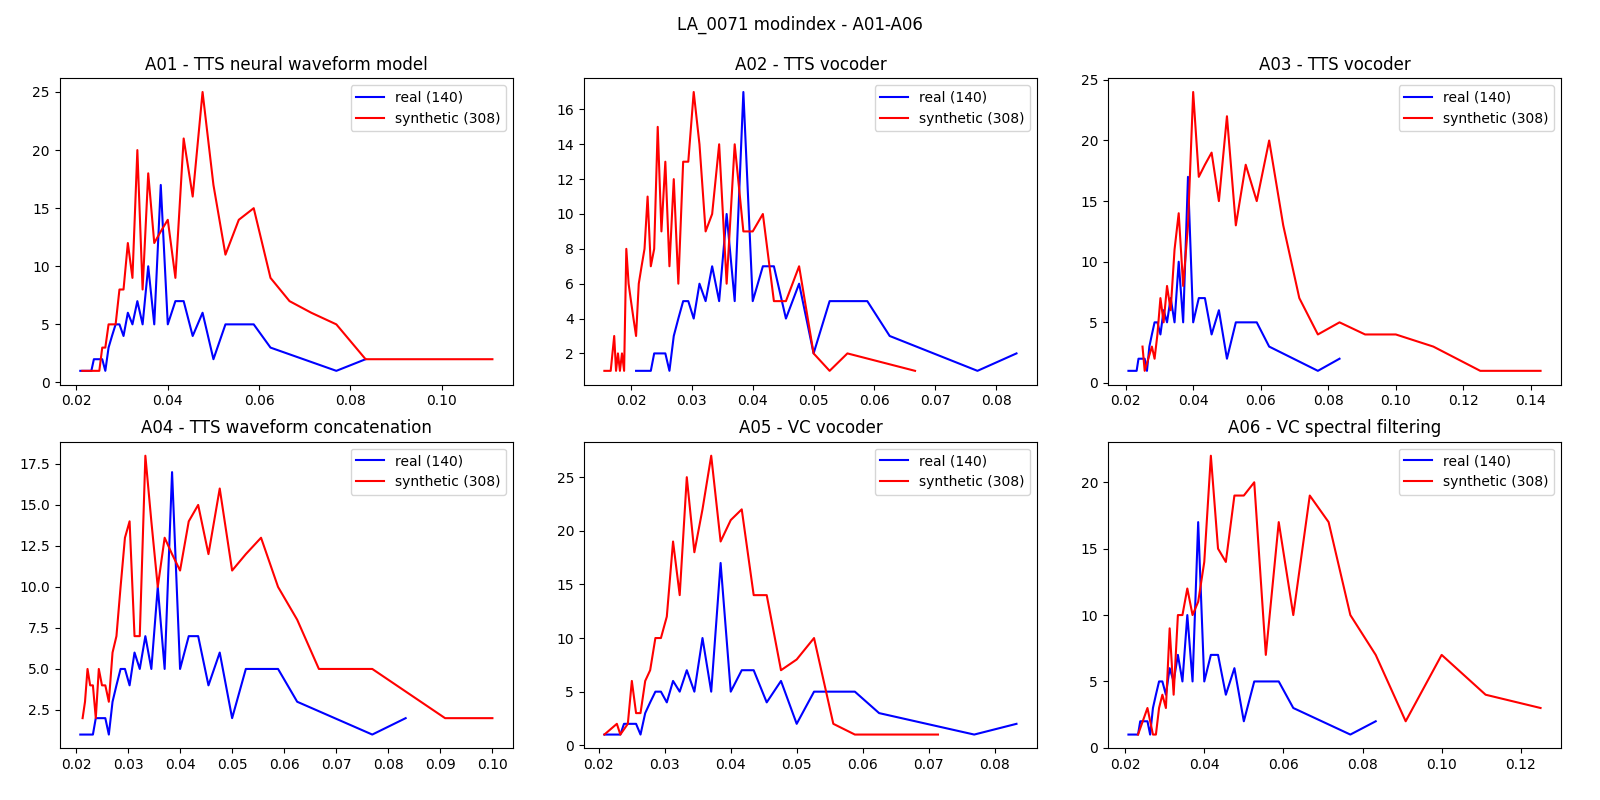 LA_0071 modindex - A01-A06
A01 - TTS neural waveform model
25
20
15
10
5
0
0.02 0.04 0.06 0.08 0.10
real (140)
synthetic (308)
A02 - TTS vocoder
16
14
12
10
8
6
4
2
0.02 0.03 0.04 0.05 0.06 0.07 0.08
real (140)
synthetic (308)
A03 - TTS vocoder
25
20
15
10
5
0
0.02 0.04 0.06 0.08 0.10 0.12 0.14
real (140)
synthetic (308)
A04 - TTS waveform concatenation
17.5
15.0
12.5
10.0
7.5
5.0
2.5
0.02 0.03 0.04 0.05 0.06 0.07 0.08 0.09 0.10
real (140)
synthetic (308)
A05 - VC vocoder
25
20
15
10
5
0
0.02 0.03 0.04 0.05 0.06 0.07 0.08
real (140)
synthetic (308)
A06 - VC spectral filtering
20
15
10
5
0
0.02 0.04 0.06 0.08 0.10 0.12
real (140)
synthetic (308)